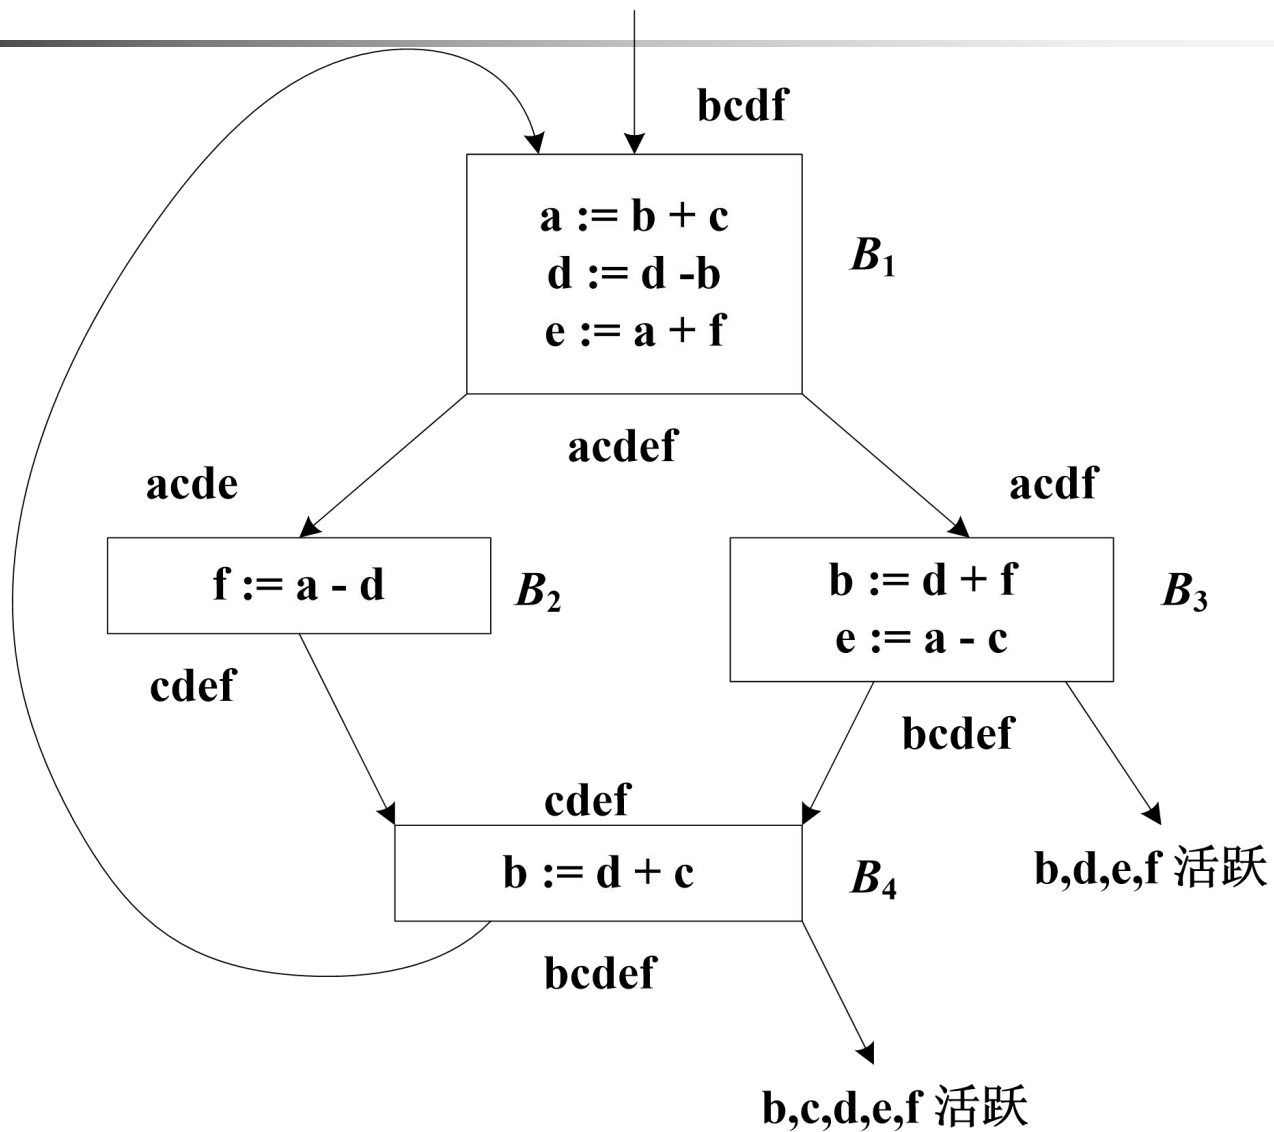 bcdf
a := b + c
d := d -b
e := a + f
B1
acdef
acde
acdf
f := a - d
B2
b := d + f
e := a - c
B3
cdef
bcdef
cdef
b := d + c
B4
b,d,e,f 活跃
bcdef
b,c,d,e,f 活跃